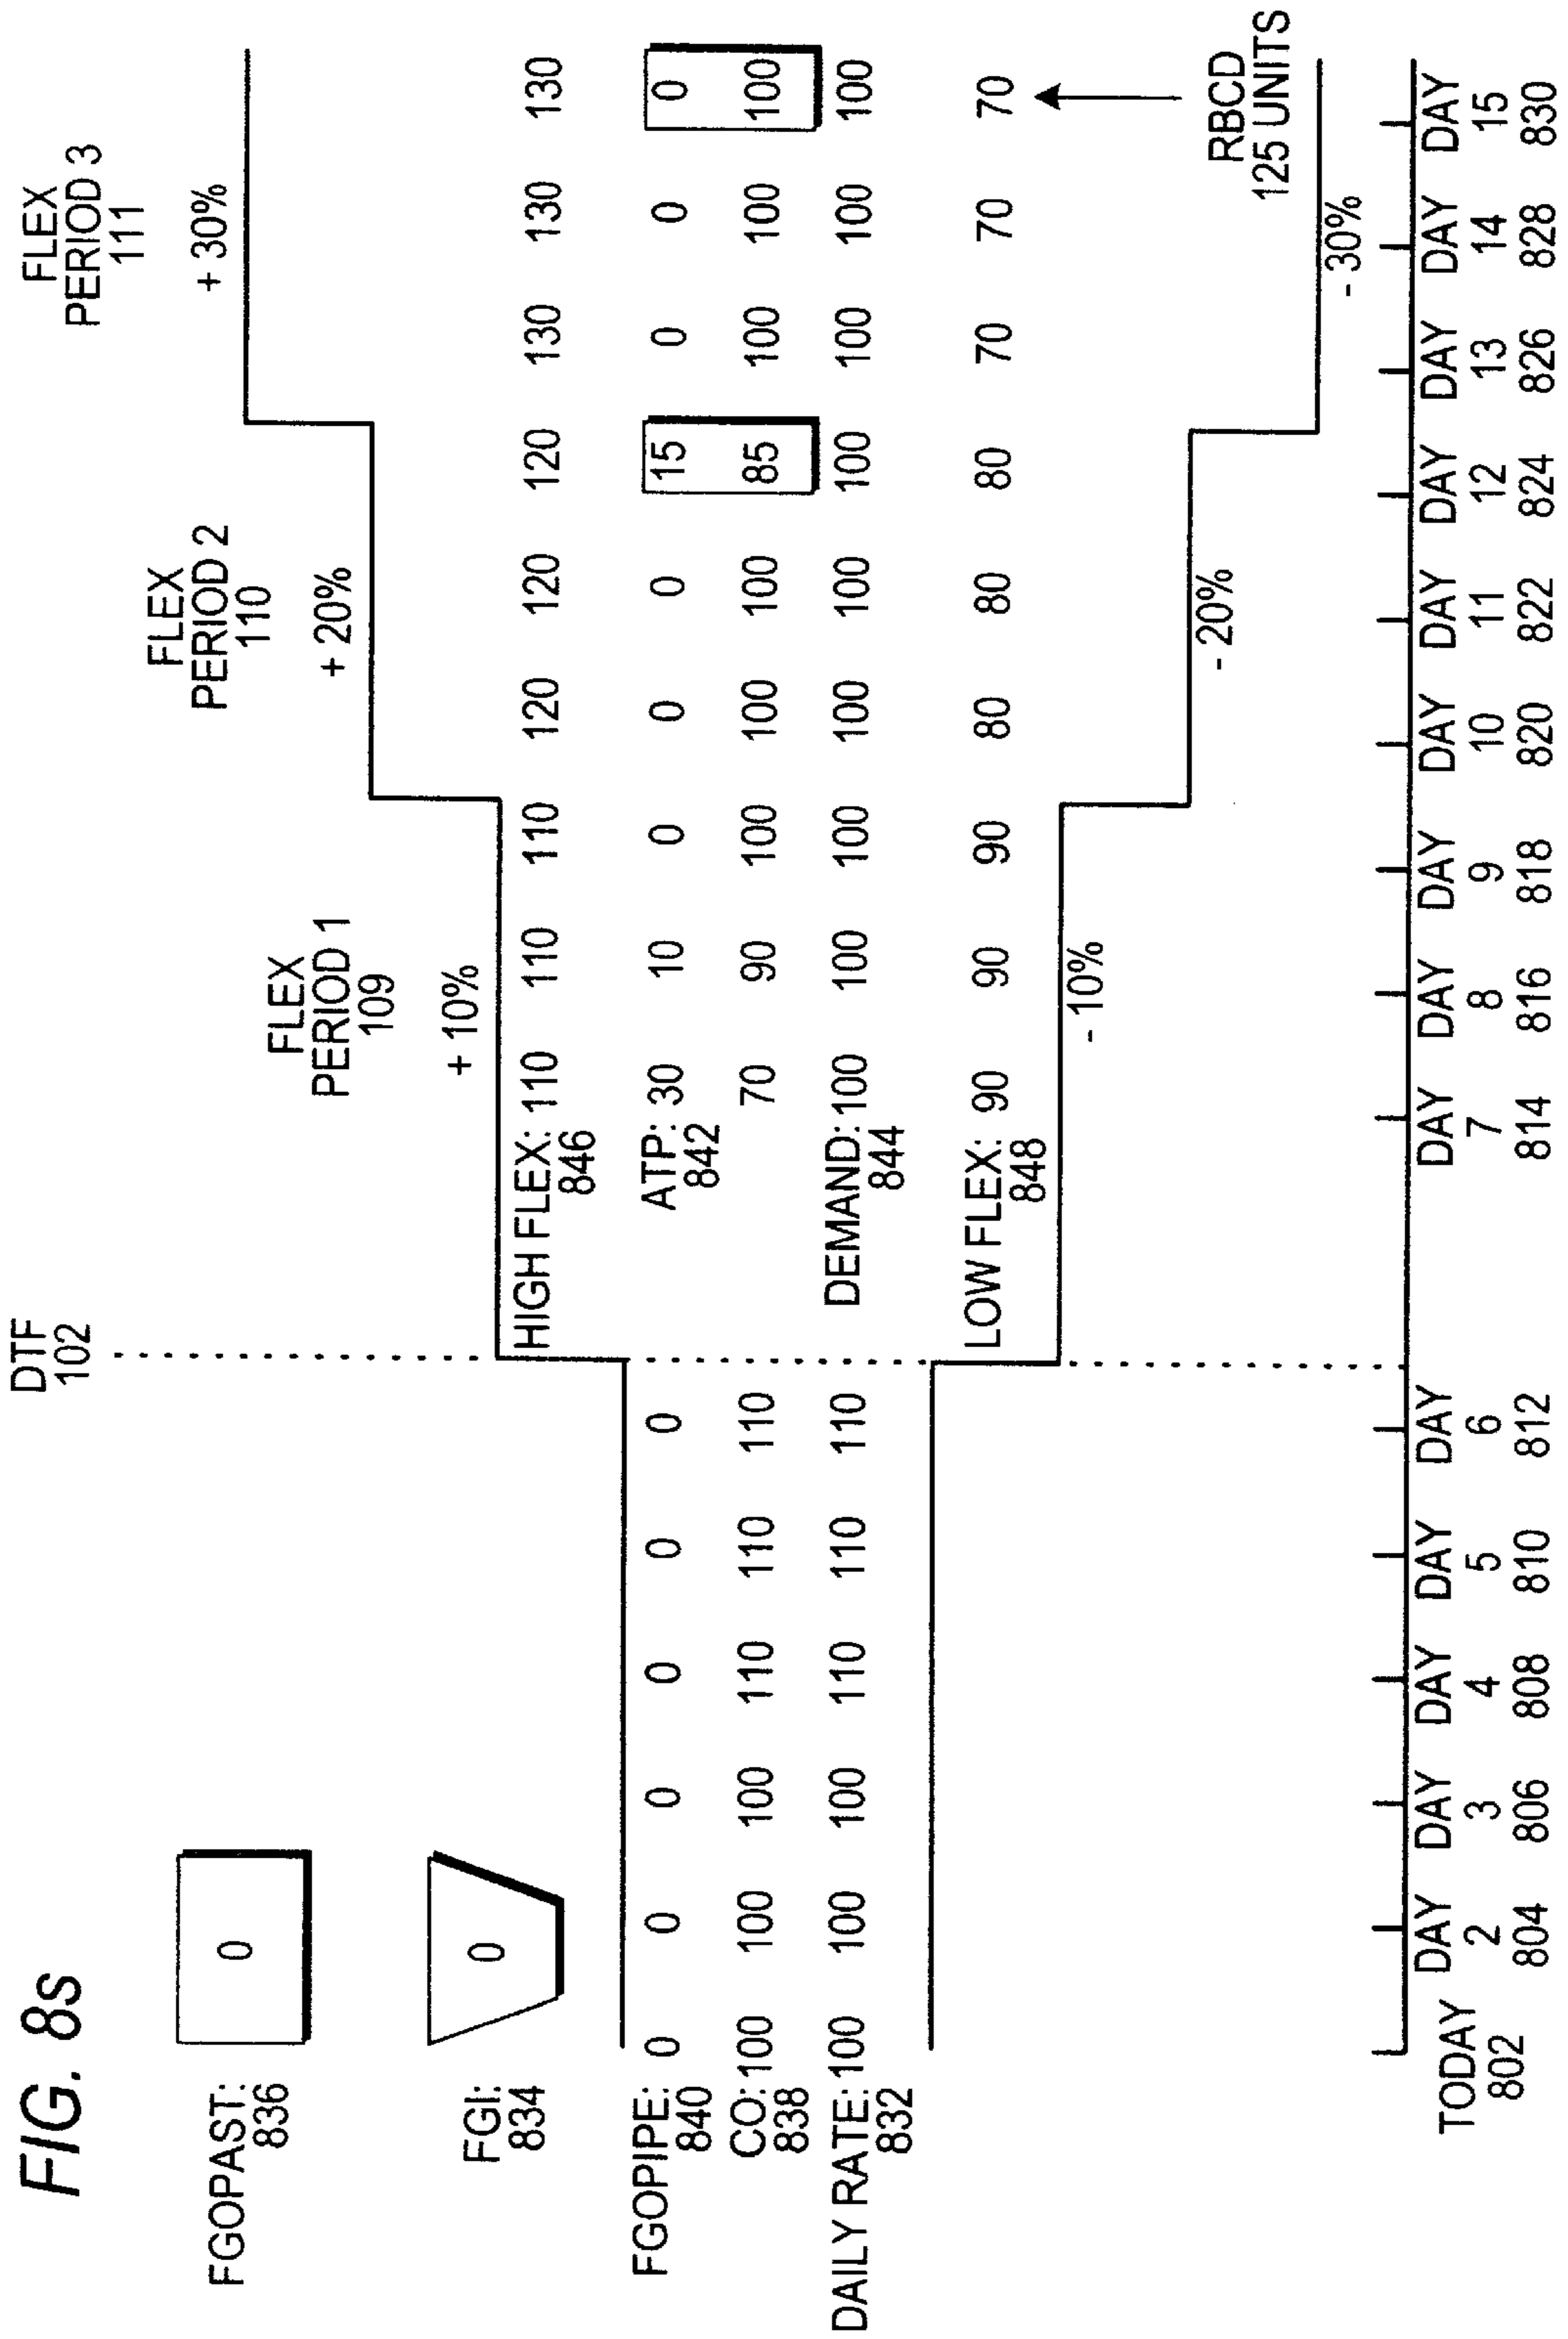 FIG. 8s
FLEX
PERIOD 3
111
+ 30%
FLEX
PERIOD 2
110
+ 20%
FLEX
PERIOD 1
109
+ 10%
DTF
102
FGOPAST:
836
0
FGI:
834
0
HIGH FLEX: 110 110 110 120 120 120 130 130 130
846
FGOPIPE: 0 0 0 0 0 0
840
ATP: 30 10 0 0 0 15 0 0 0
842
CO: 100 100 100 110 110 110 70 90 100 100 100 85 100 100 100
838
DAILY RATE: 100 100 100 110 110 110
832
DEMAND: 100 100 100 100 100 100 100 100 100
844
LOW FLEX: 90 90 90 80 80 80 70 70 70
848
- 10%
- 20%
- 30%
RBCD
125 UNITS
TODAY
802
DAY
2
804
DAY
3
806
DAY
4
808
DAY
5
810
DAY
6
812
DAY
7
814
DAY
8
816
DAY
9
818
DAY
10
820
DAY
11
822
DAY
12
824
DAY
13
826
DAY
14
828
DAY
15
830